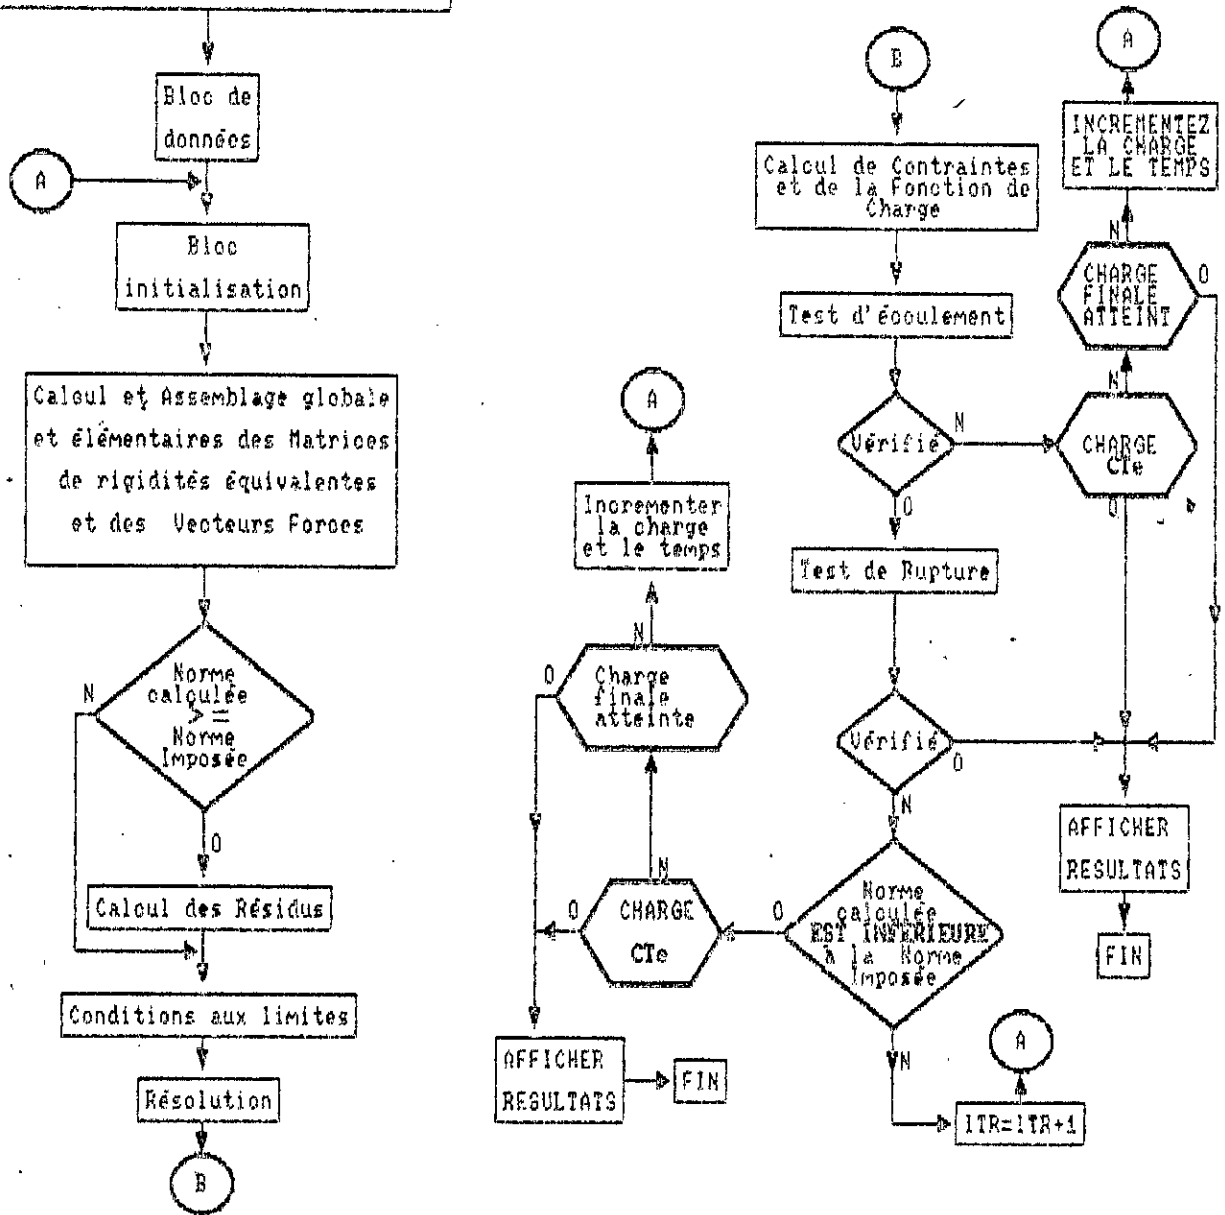 Bloc de
données
A
Bloc
initialisation
Calcul et Assemblage globale
et élémentaires des Matrices
de rigidités équivalentes
et des Vecteurs Forces
Norme
calculée
>=
Norme
Imposée
N
O
Calcul des Résidus
Conditions aux limites
Résolution
B
B
Calcul de Contraintes
et de la Fonction de
Charge
Test d'écoulement
Vérifié
N
O
Test de Rupture
Vérifié
O
N
Norme
calculée
EST INFERIEURE
à la Norme
Imposée
O
N
ITR=ITR+1
A
CHARGE
CTe
O
N
Charge
finale
atteinte
O
N
Incrementer
la charge
et le temps
A
AFFICHER
RESULTATS
FIN
A
INCREMENTEZ
LA CHARGE
ET LE TEMPS
N
CHARGE
FINALE
ATTEINT
O
N
CHARGE
CTe
O
AFFICHER
RESULTATS
FIN